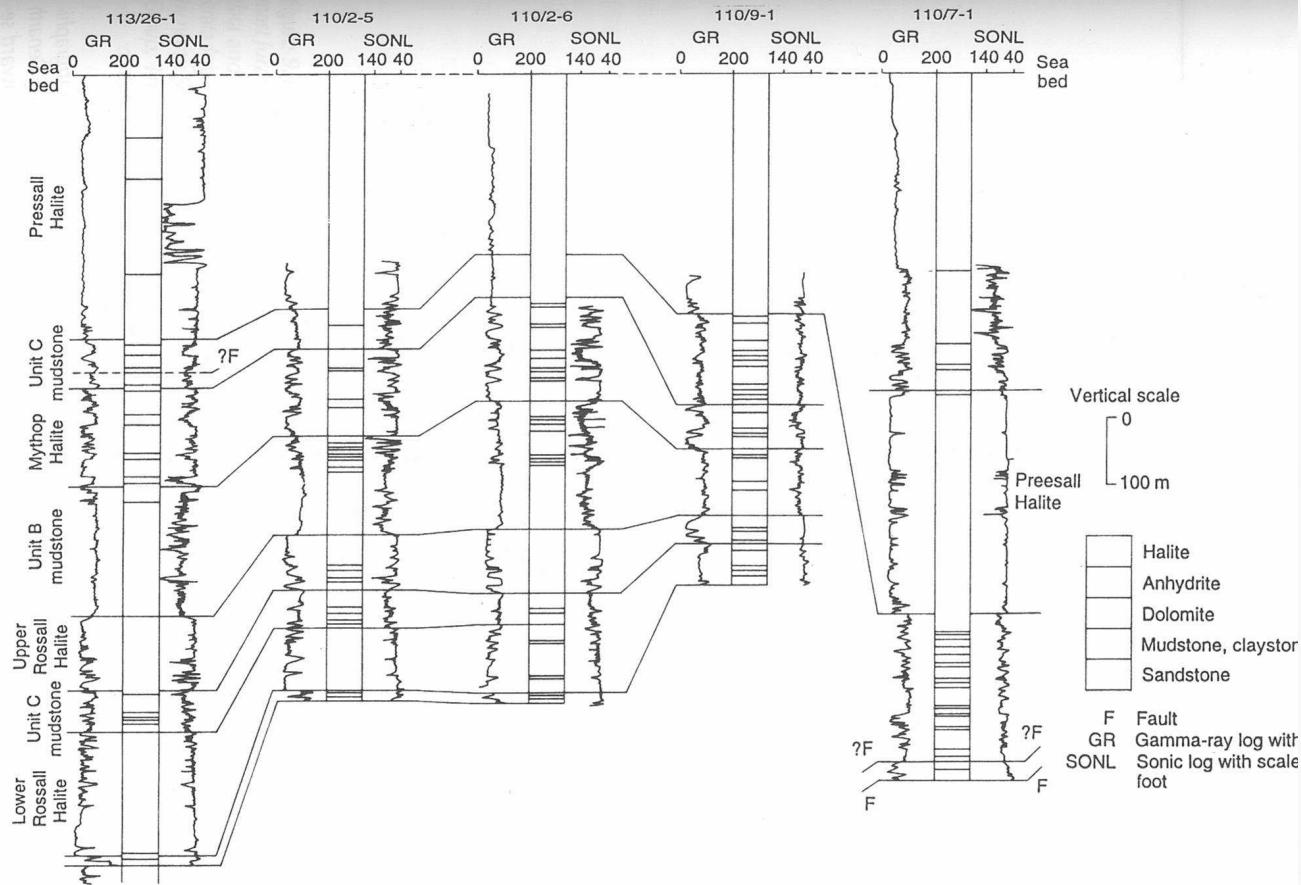 113/26-1 110/2-5 110/2-6 110/9-1 110/7-1
GR SONL GR SONL GR SONL GR SONL GR SONL
Sea bed 0 200 140 40 0 200 140 40 0 200 140 40 0 200 140 40 0 200 140 40 Sea bed
Pressall
Halite
Unit C
mudstone
?F
Mythop
Halite
Unit B
mudstone
Upper
Rossall
Halite
Unit C
mudstone
Lower
Rossall
Halite
Preesall
Halite
?F
?F
F
F
Vertical scale
0
100 m
Halite
Anhydrite
Dolomite
Mudstone, clayston
Sandstone
F Fault
GR Gamma-ray log with
SONL Sonic log with scale
foot